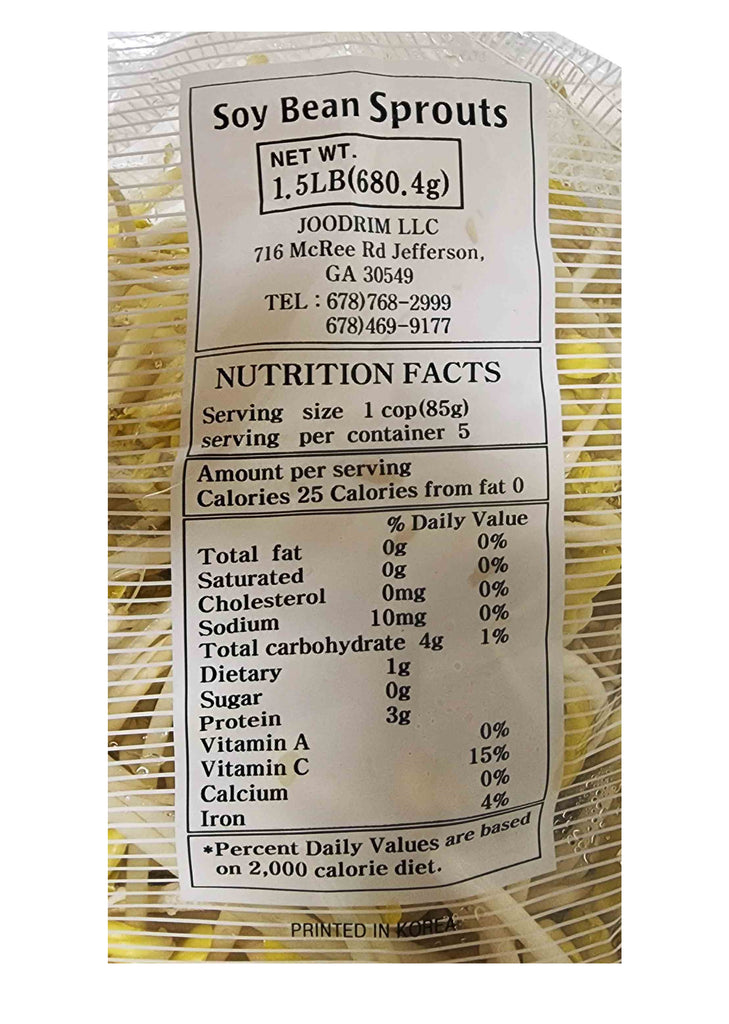 Soy Bean Sprouts
NET WT.
1.5LB(680.4g)
JOODRIM LLC
716 McRee Rd Jefferson,
GA 30549
TEL : 678)768-2999
678)469-9177
NUTRITION FACTS
Serving size 1 cop(85g)
serving per container 5
Amount per serving
Calories 25 Calories from fat 0
% Daily Value
Total fat 0g 0%
Saturated 0g 0%
Cholesterol 0mg 0%
Sodium 10mg 0%
Total carbohydrate 4g 1%
Dietary 1g
Sugar 0g
Protein 3g
Vitamin A 0%
Vitamin C 15%
Calcium 0%
Iron 4%
*Percent Daily Values are based
on 2,000 calorie diet.
PRINTED IN KOREA